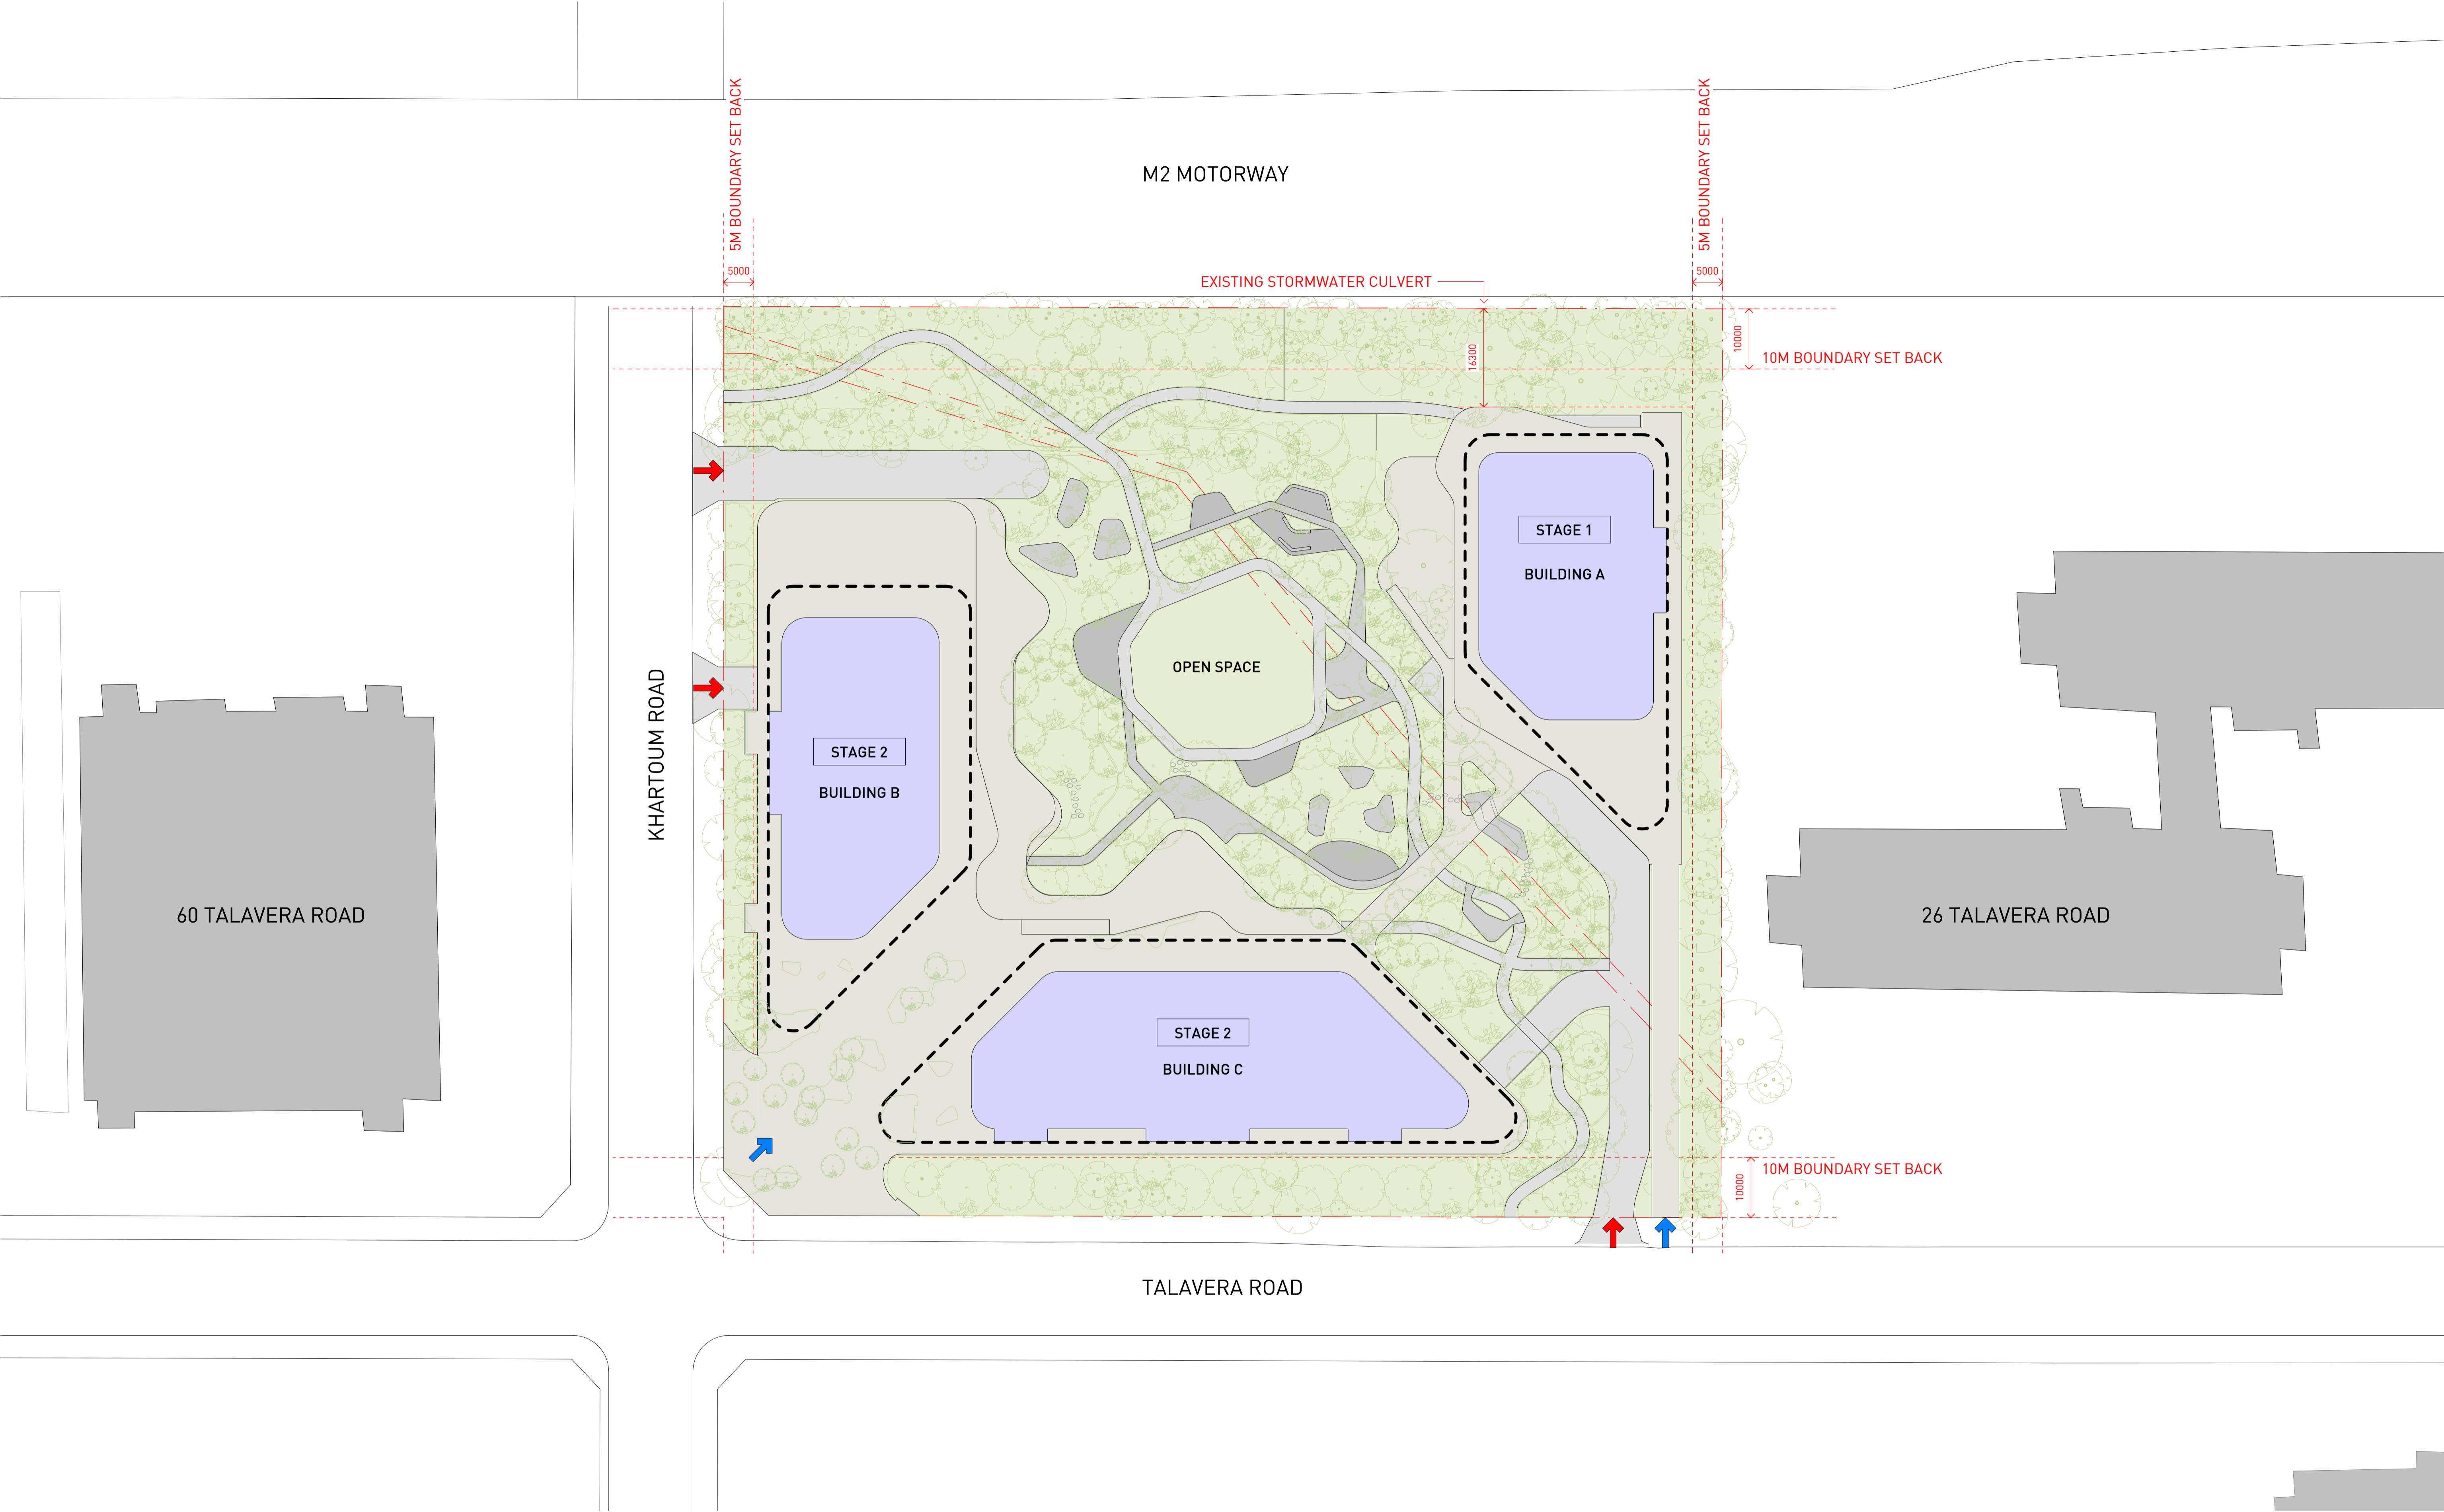 5M BOUNDARY SET BACK
5M BOUNDARY SET BACK
M2 MOTORWAY
5000
EXISTING STORMWATER CULVERT
5000
10000
16300
10M BOUNDARY SET BACK
STAGE 1
BUILDING A
OPEN SPACE
KHARTOUM ROAD
STAGE 2
BUILDING B
60 TALAVERA ROAD
26 TALAVERA ROAD
STAGE 2
BUILDING C
10M BOUNDARY SET BACK
10000
TALAVERA ROAD